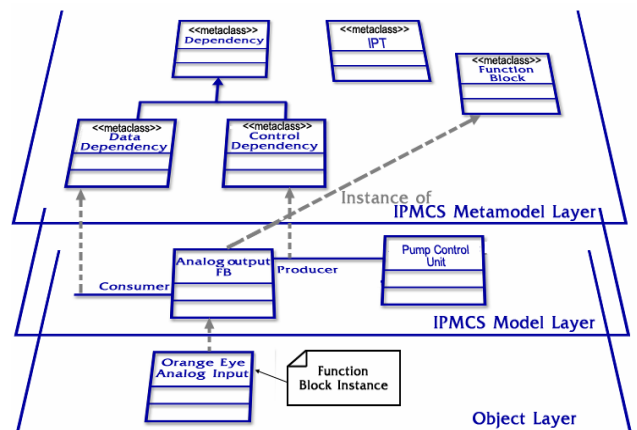 <<metaclass>>
Dependency
<<metaclass>>
IPT
<<metaclass>>
Function
Block
<<metaclass>>
Data
Dependency
<<metaclass>>
Control
Dependency
Instance of
IPMCS Metamodel Layer
Analog output
FB
Producer
Pump Control
Unit
Consumer
IPMCS Model Layer
Orange Eye
Analog Input
Function
Block Instance
Object Layer